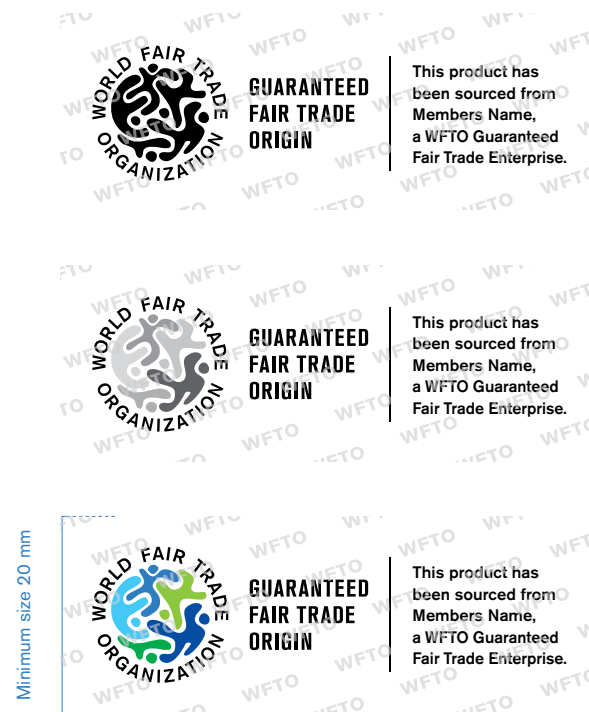 WORLD FAIR TRADE
ORGANIZATION
GUARANTEED
FAIR TRADE
ORIGIN
This product has
been sourced from
Members Name,
a WFTO Guaranteed
Fair Trade Enterprise.
WORLD FAIR TRADE
ORGANIZATION
GUARANTEED
FAIR TRADE
ORIGIN
This product has
been sourced from
Members Name,
a WFTO Guaranteed
Fair Trade Enterprise.
Minimum size 20 mm
WORLD FAIR TRADE
ORGANIZATION
GUARANTEED
FAIR TRADE
ORIGIN
This product has
been sourced from
Members Name,
a WFTO Guaranteed
Fair Trade Enterprise.